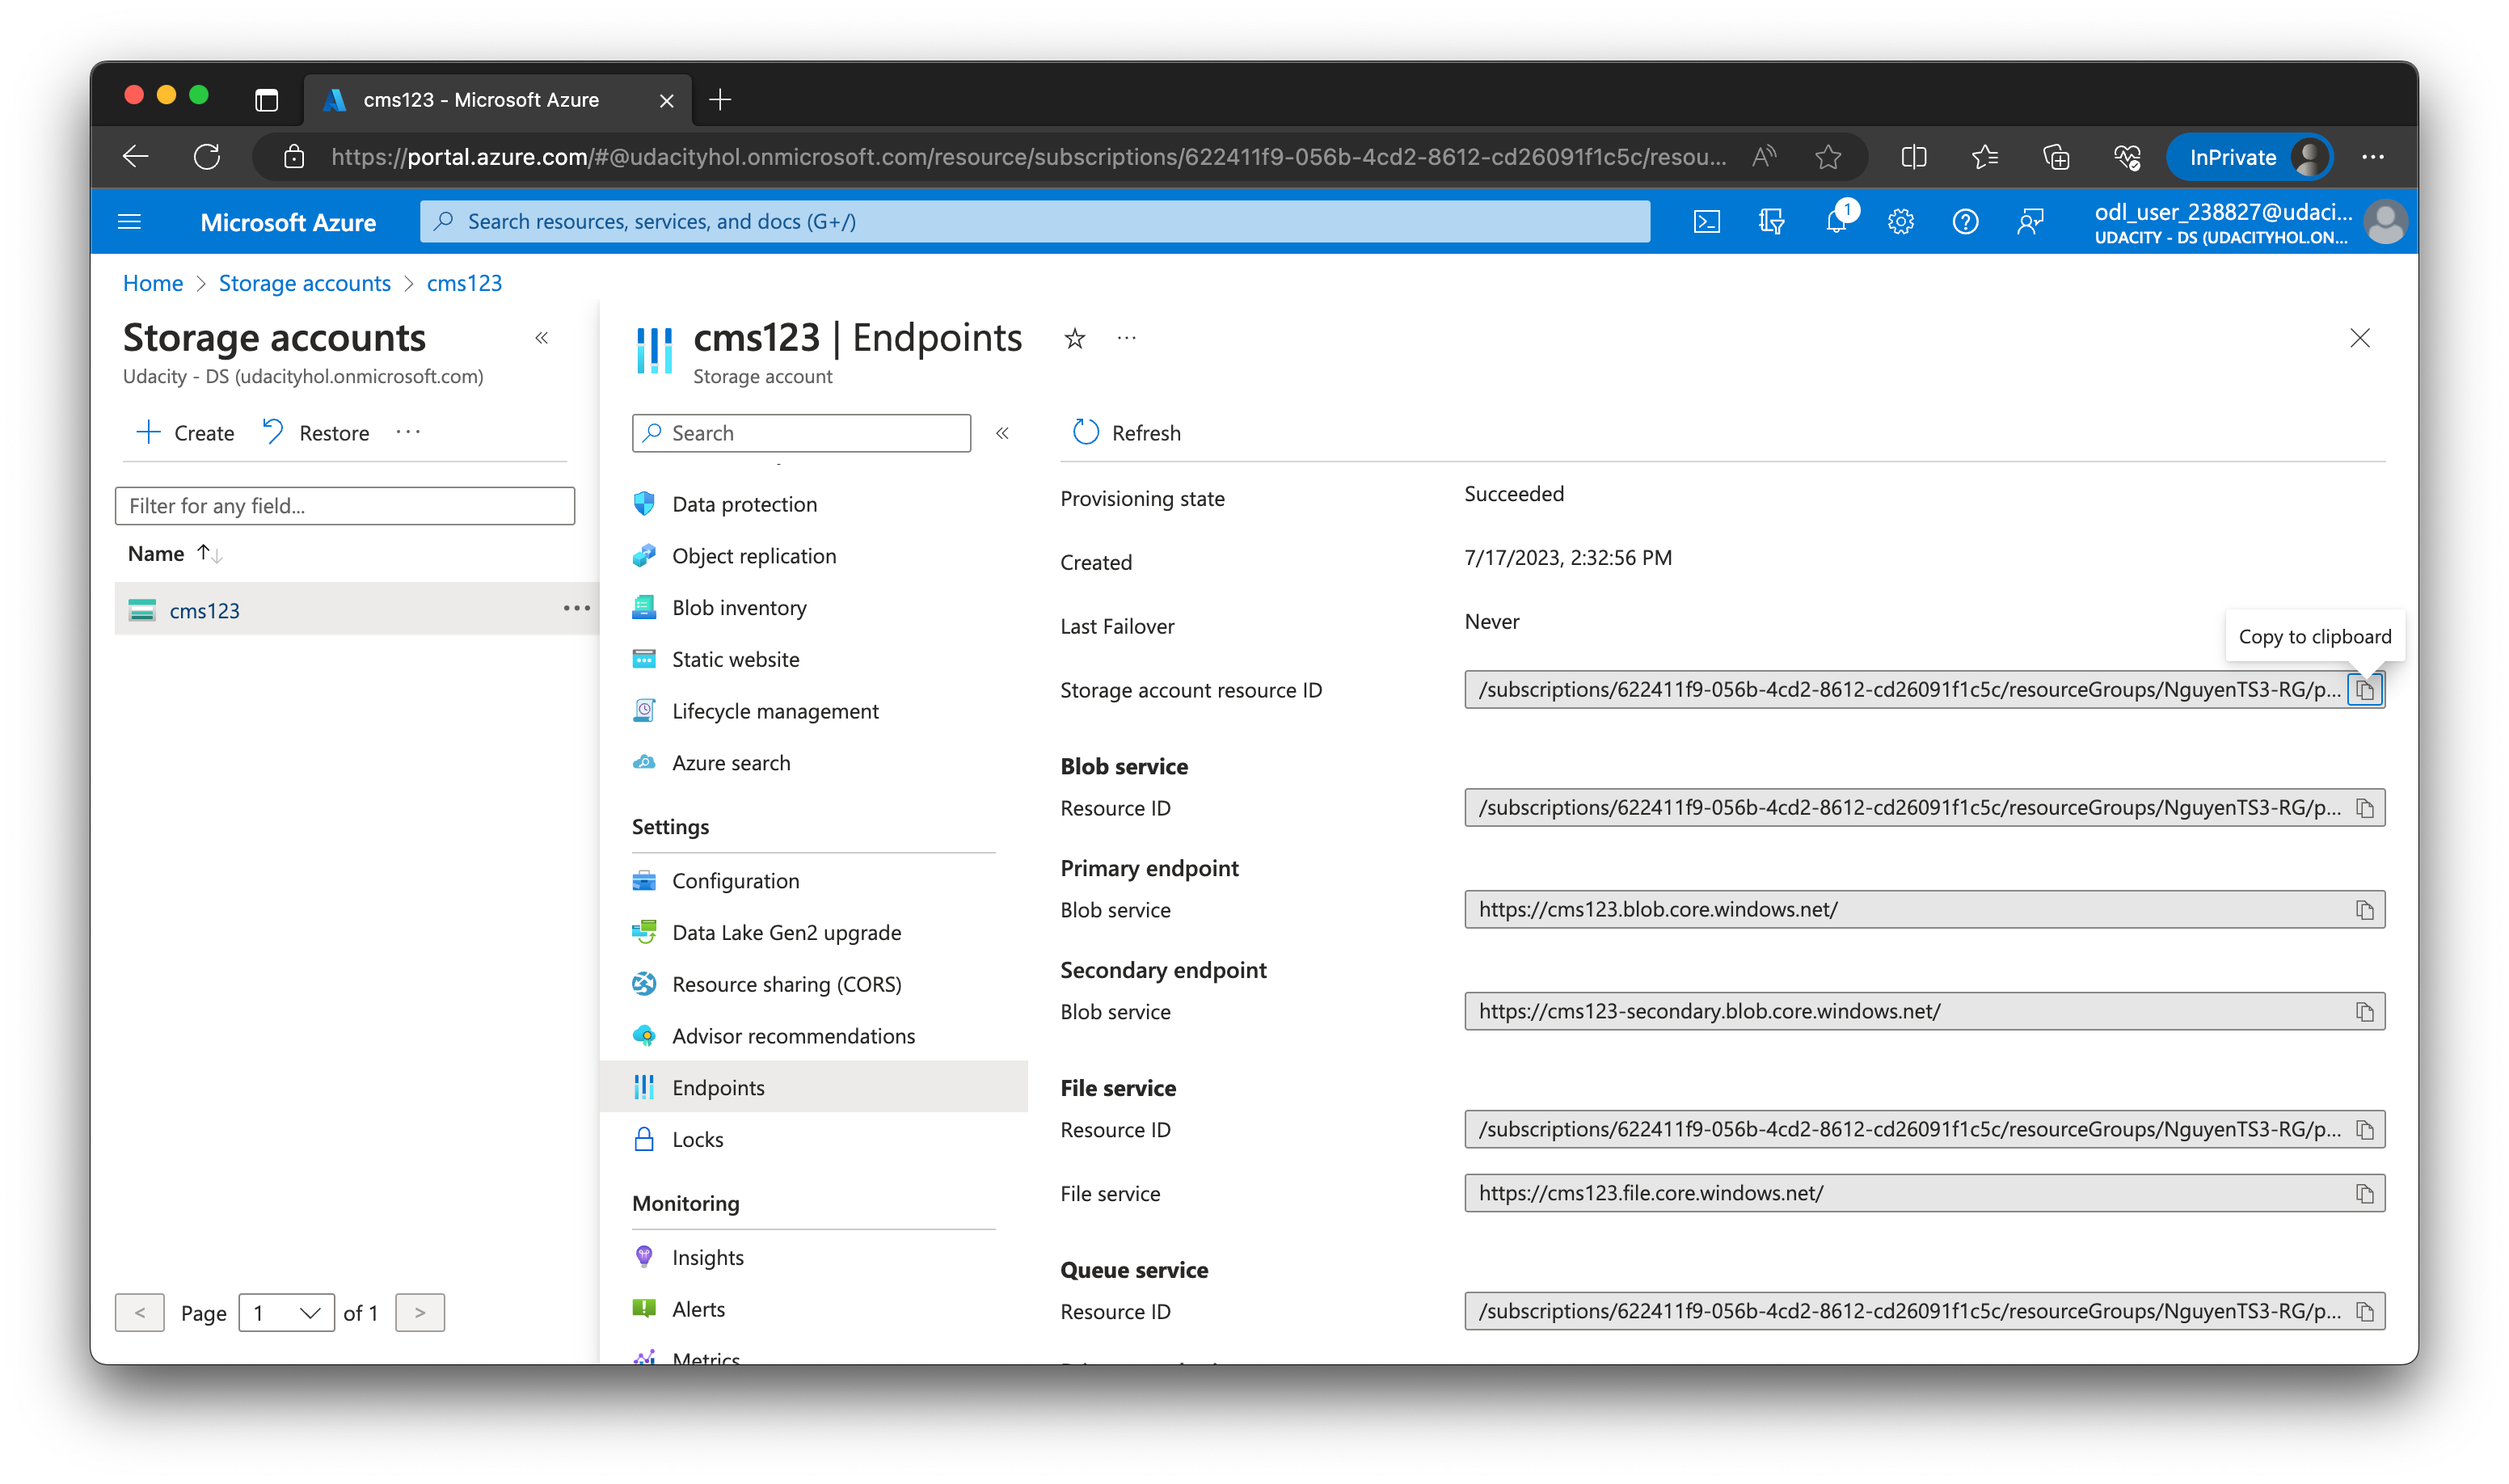 cms123 - Microsoft Azure
https://portal.azure.com/#@udacityhol.onmicrosoft.com/resource/subscriptions/622411f9-056b-4cd2-8612-cd26091f1c5c/resou...
InPrivate
Microsoft Azure
Search resources, services, and docs (G+/)
1
odl_user_238827@udaci...
UDACITY - DS (UDACITYHOL.ON...
Home > Storage accounts > cms123
Storage accounts
Udacity - DS (udacityhol.onmicrosoft.com)
Create
Restore
Filter for any field...
Name
cms123
Page 1 of 1
cms123 | Endpoints
Storage account
Search
Data protection
Object replication
Blob inventory
Static website
Lifecycle management
Azure search
Settings
Configuration
Data Lake Gen2 upgrade
Resource sharing (CORS)
Advisor recommendations
Endpoints
Locks
Monitoring
Insights
Alerts
Metrics
Refresh
Provisioning state
Succeeded
Created
7/17/2023, 2:32:56 PM
Last Failover
Never
Copy to clipboard
Storage account resource ID
/subscriptions/622411f9-056b-4cd2-8612-cd26091f1c5c/resourceGroups/NguyenTS3-RG/p...
Blob service
Resource ID
/subscriptions/622411f9-056b-4cd2-8612-cd26091f1c5c/resourceGroups/NguyenTS3-RG/p...
Primary endpoint
Blob service
https://cms123.blob.core.windows.net/
Secondary endpoint
Blob service
https://cms123-secondary.blob.core.windows.net/
File service
Resource ID
/subscriptions/622411f9-056b-4cd2-8612-cd26091f1c5c/resourceGroups/NguyenTS3-RG/p...
File service
https://cms123.file.core.windows.net/
Queue service
Resource ID
/subscriptions/622411f9-056b-4cd2-8612-cd26091f1c5c/resourceGroups/NguyenTS3-RG/p...